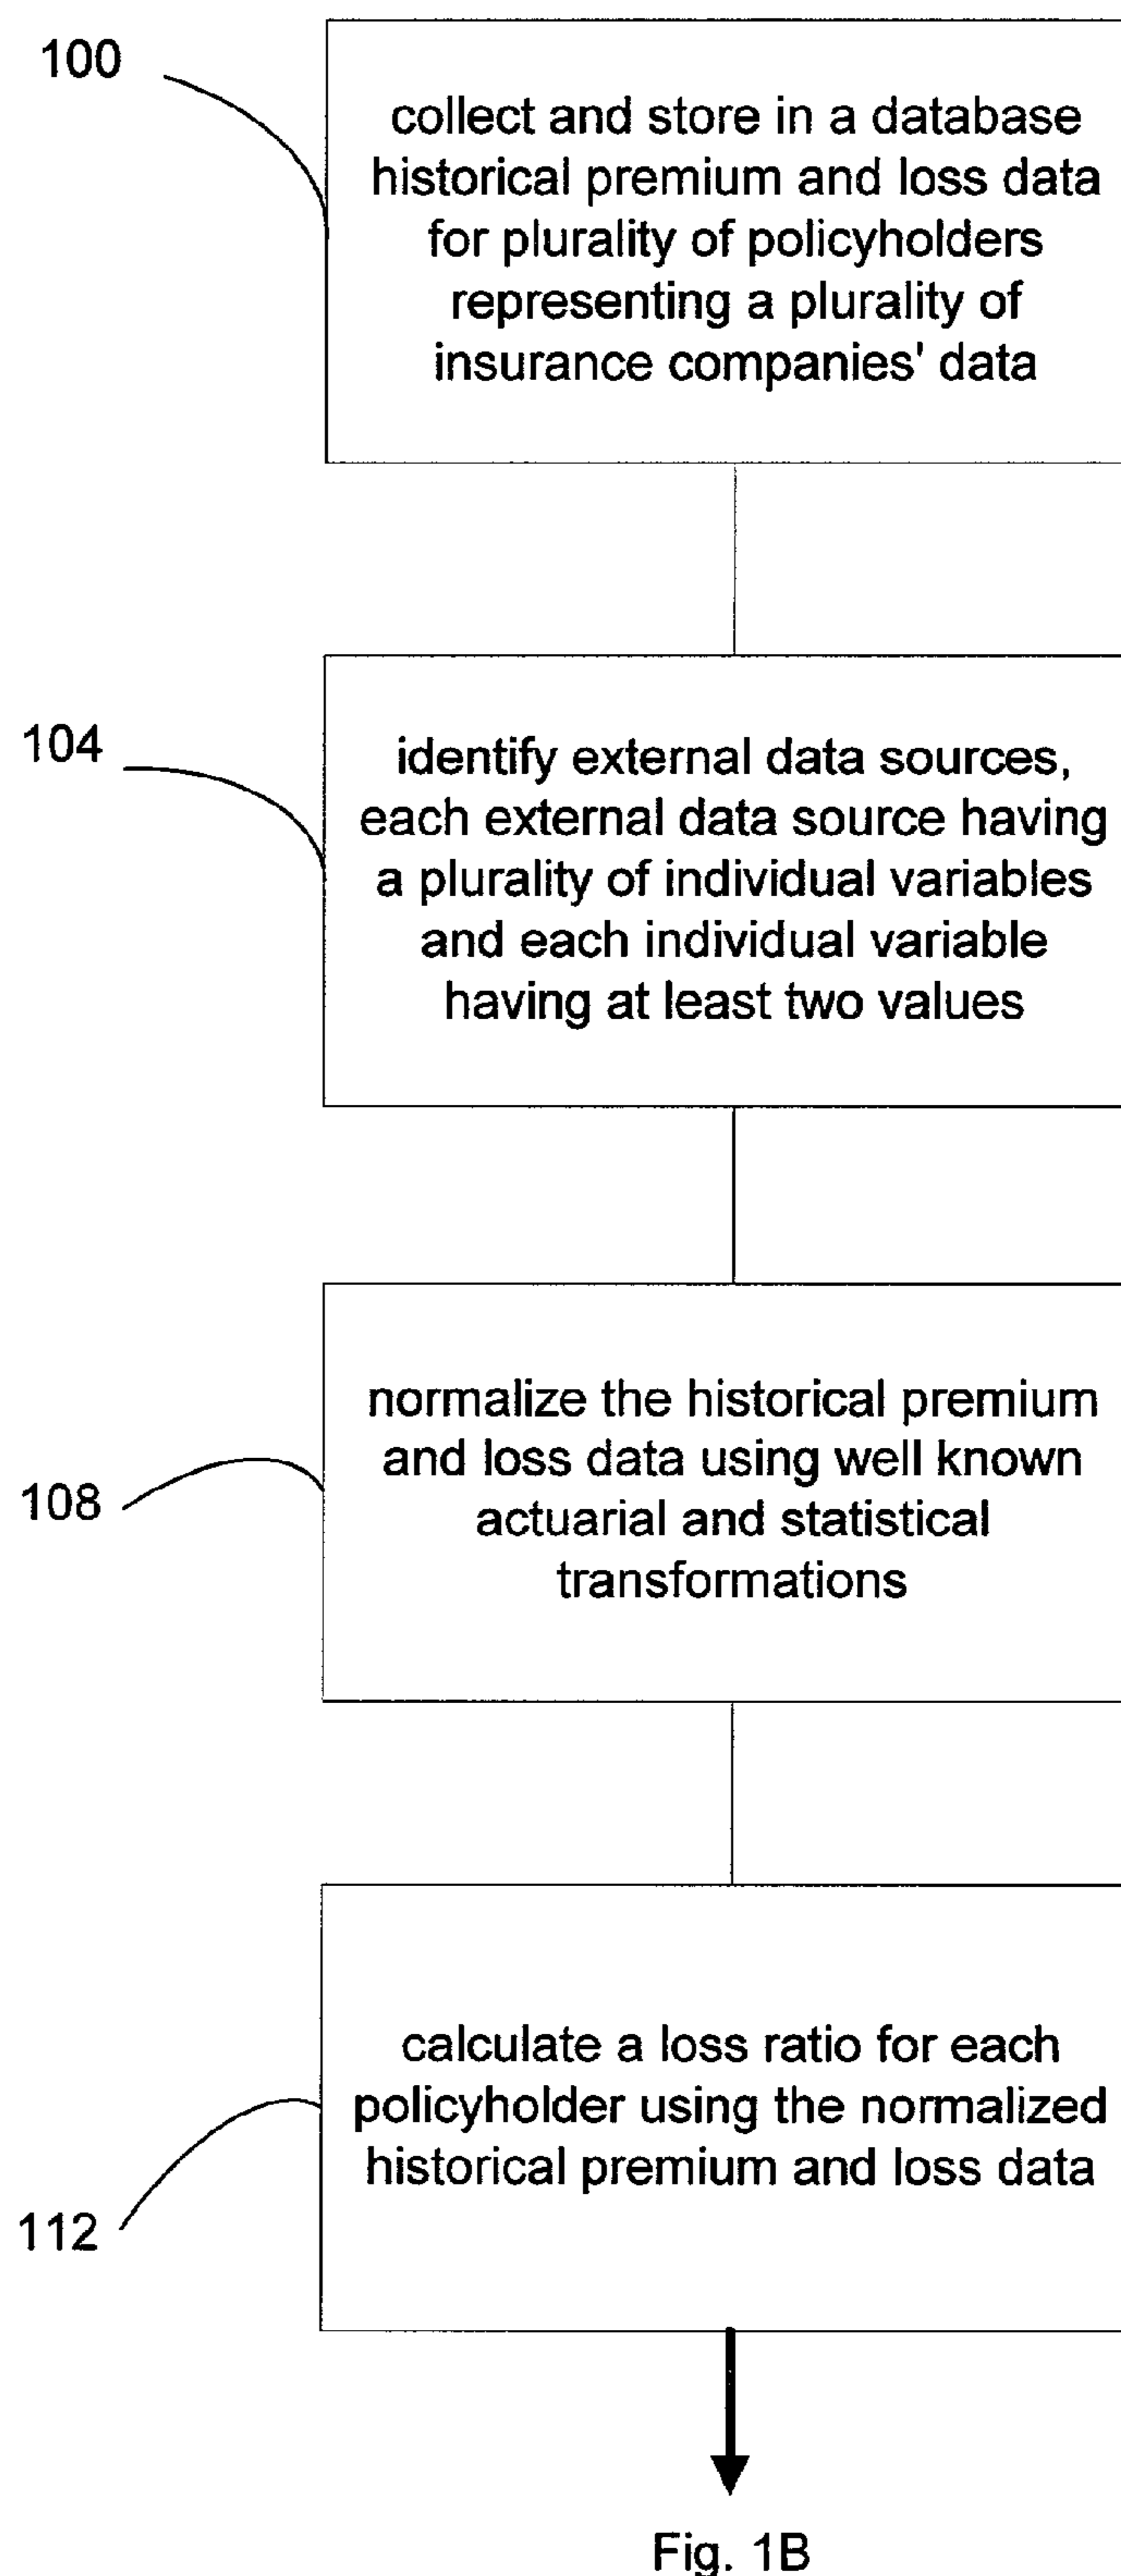 100
collect and store in a database
historical premium and loss data
for plurality of policyholders
representing a plurality of
insurance companies' data
104
identify external data sources,
each external data source having
a plurality of individual variables
and each individual variable
having at least two values
108
normalize the historical premium
and loss data using well known
actuarial and statistical
transformations
112
calculate a loss ratio for each
policyholder using the normalized
historical premium and loss data
Fig. 1B